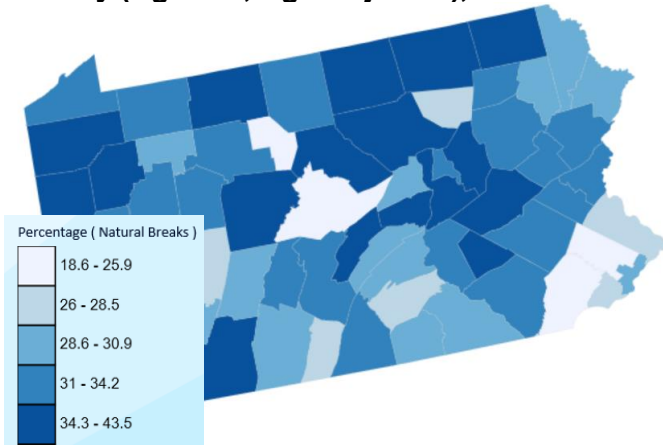 Percentage ( Natural Breaks )
18.6 - 25.9
26 - 28.5
28.6 - 30.9
31 - 34.2
34.3 - 43.5